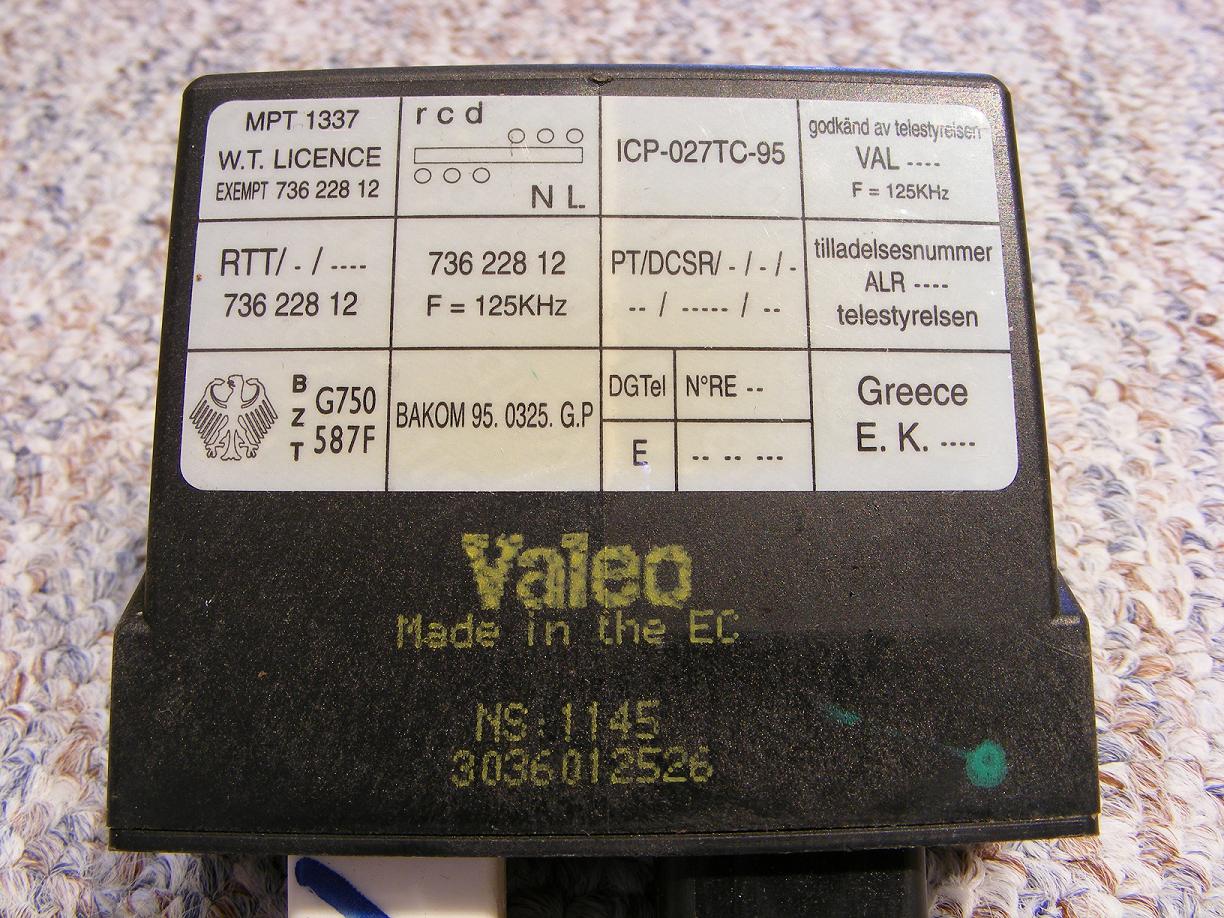 MPT 1337
W.T. LICENCE
EXEMPT 736 228 12
r c d
N L
ICP-027TC-95
godkänd av telestyrelsen
VAL ----
F = 125KHz
RTT/ - / ----
736 228 12
736 228 12
F = 125KHz
PT/DCSR/ - / - / -
-- / ----- / --
tilladelsesnummer
ALR ----
telestyrelsen
B
Z
T
G750
587F
BAKOM 95. 0325. G.P
DGTel
N°RE --
E
-- -- ---
Greece
E. K. ----
Valeo
Made in the EC
NS:1145
3036012526